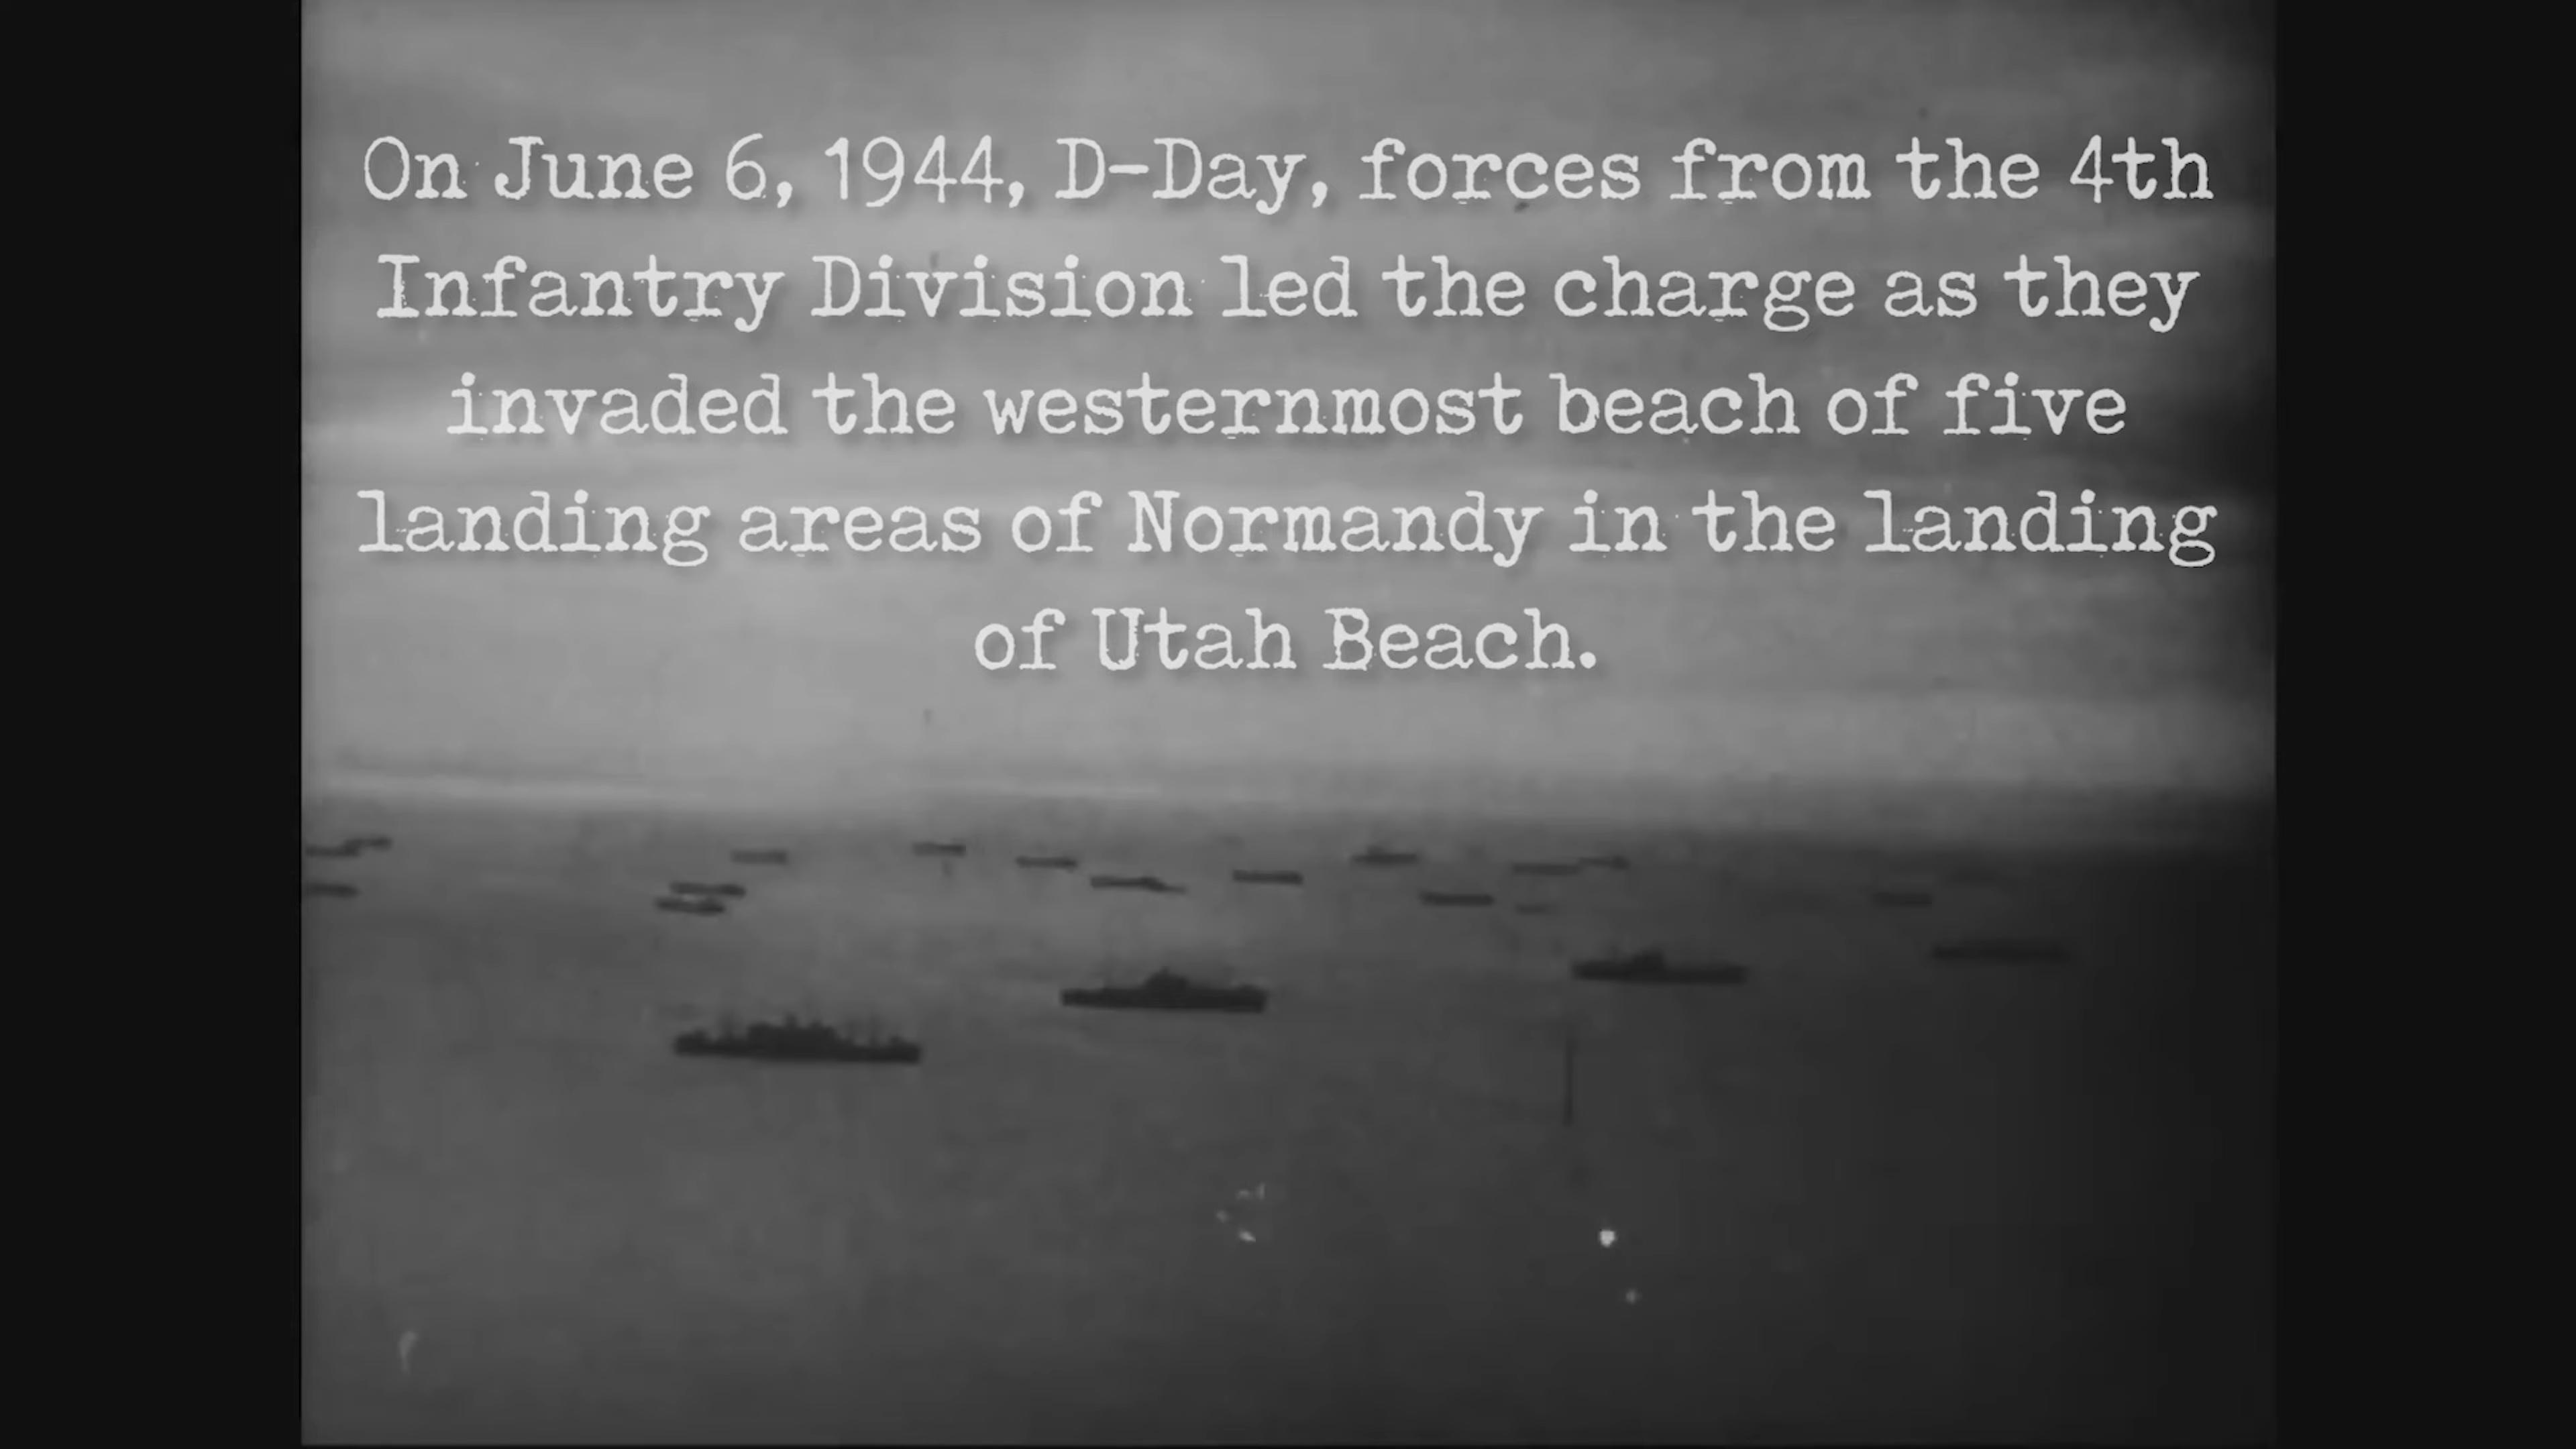 On June 6, 1944, D-Day, forces from the 4th
Infantry Division led the charge as they
invaded the westernmost beach of five
landing areas of Normandy in the landing
of Utah Beach.